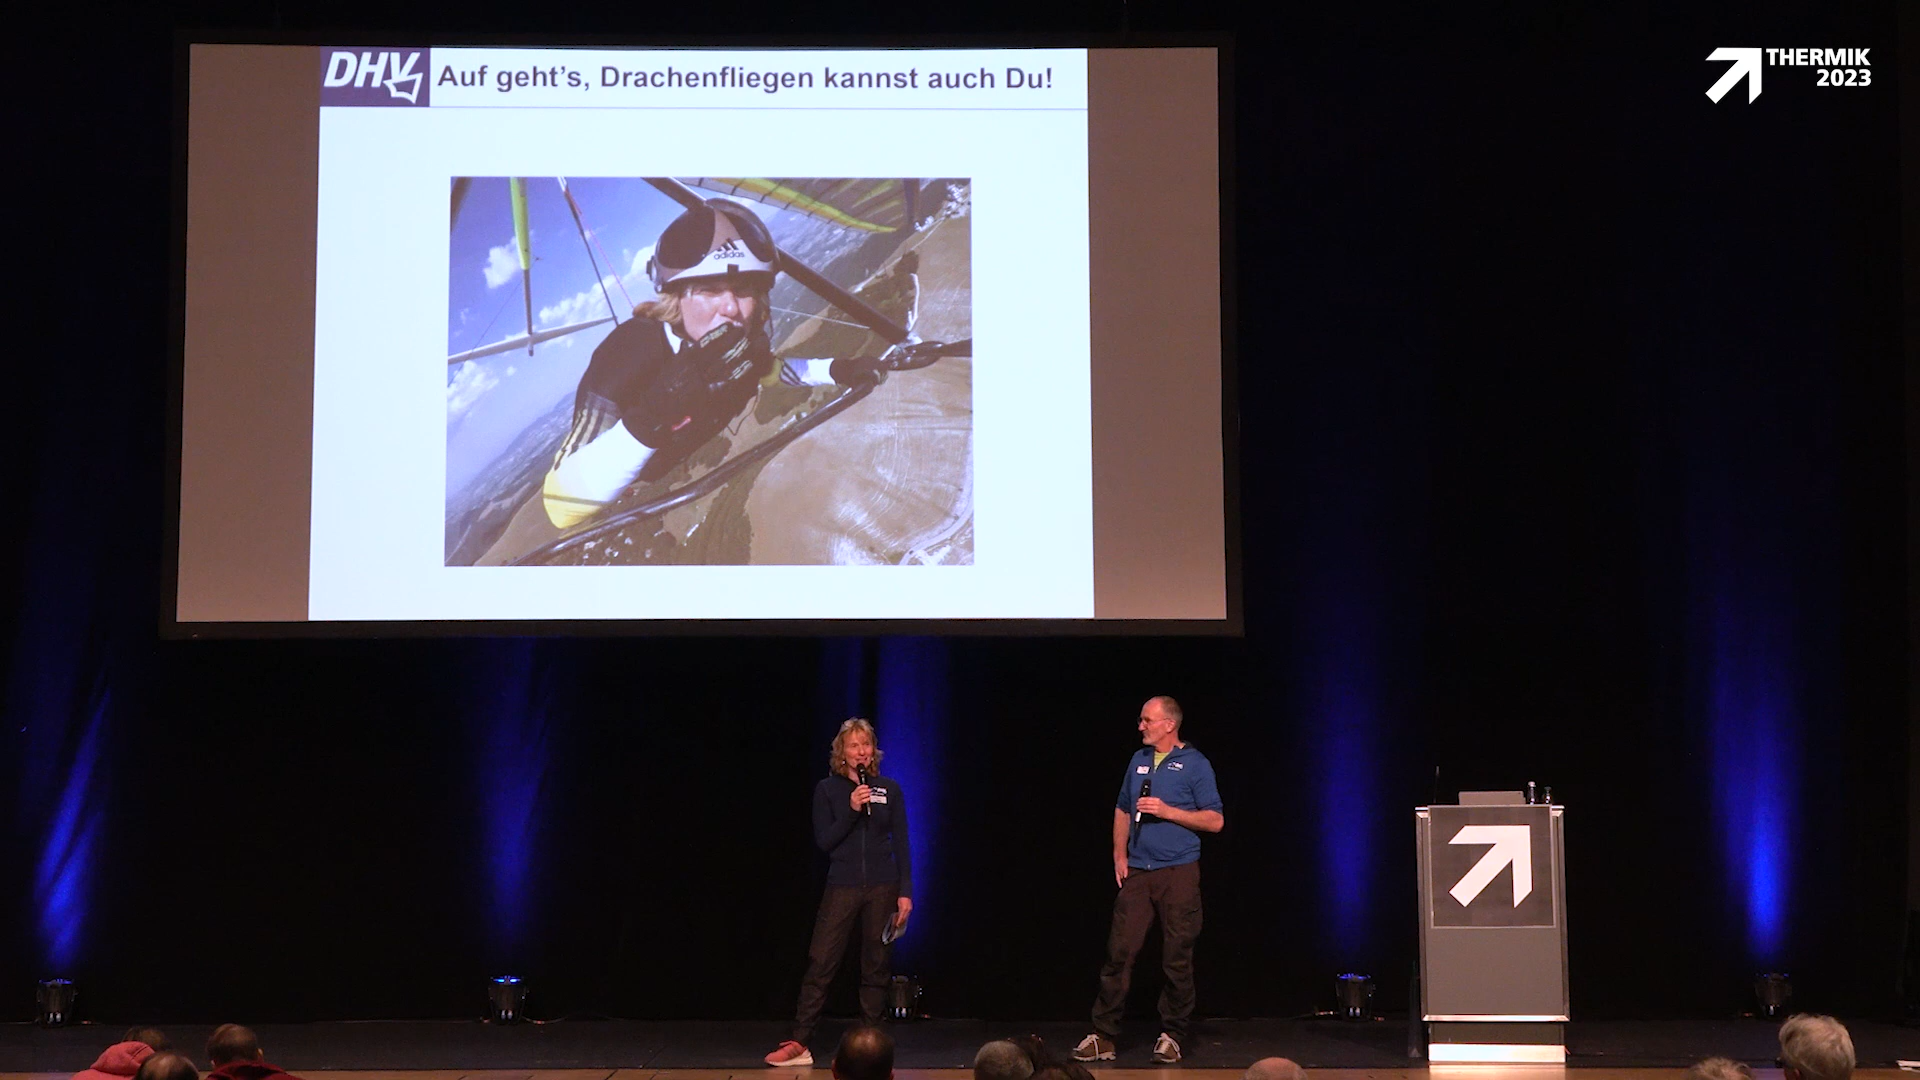 DHV
Auf geht's, Drachenfliegen kannst auch Du!
THERMIK
2023
adidas